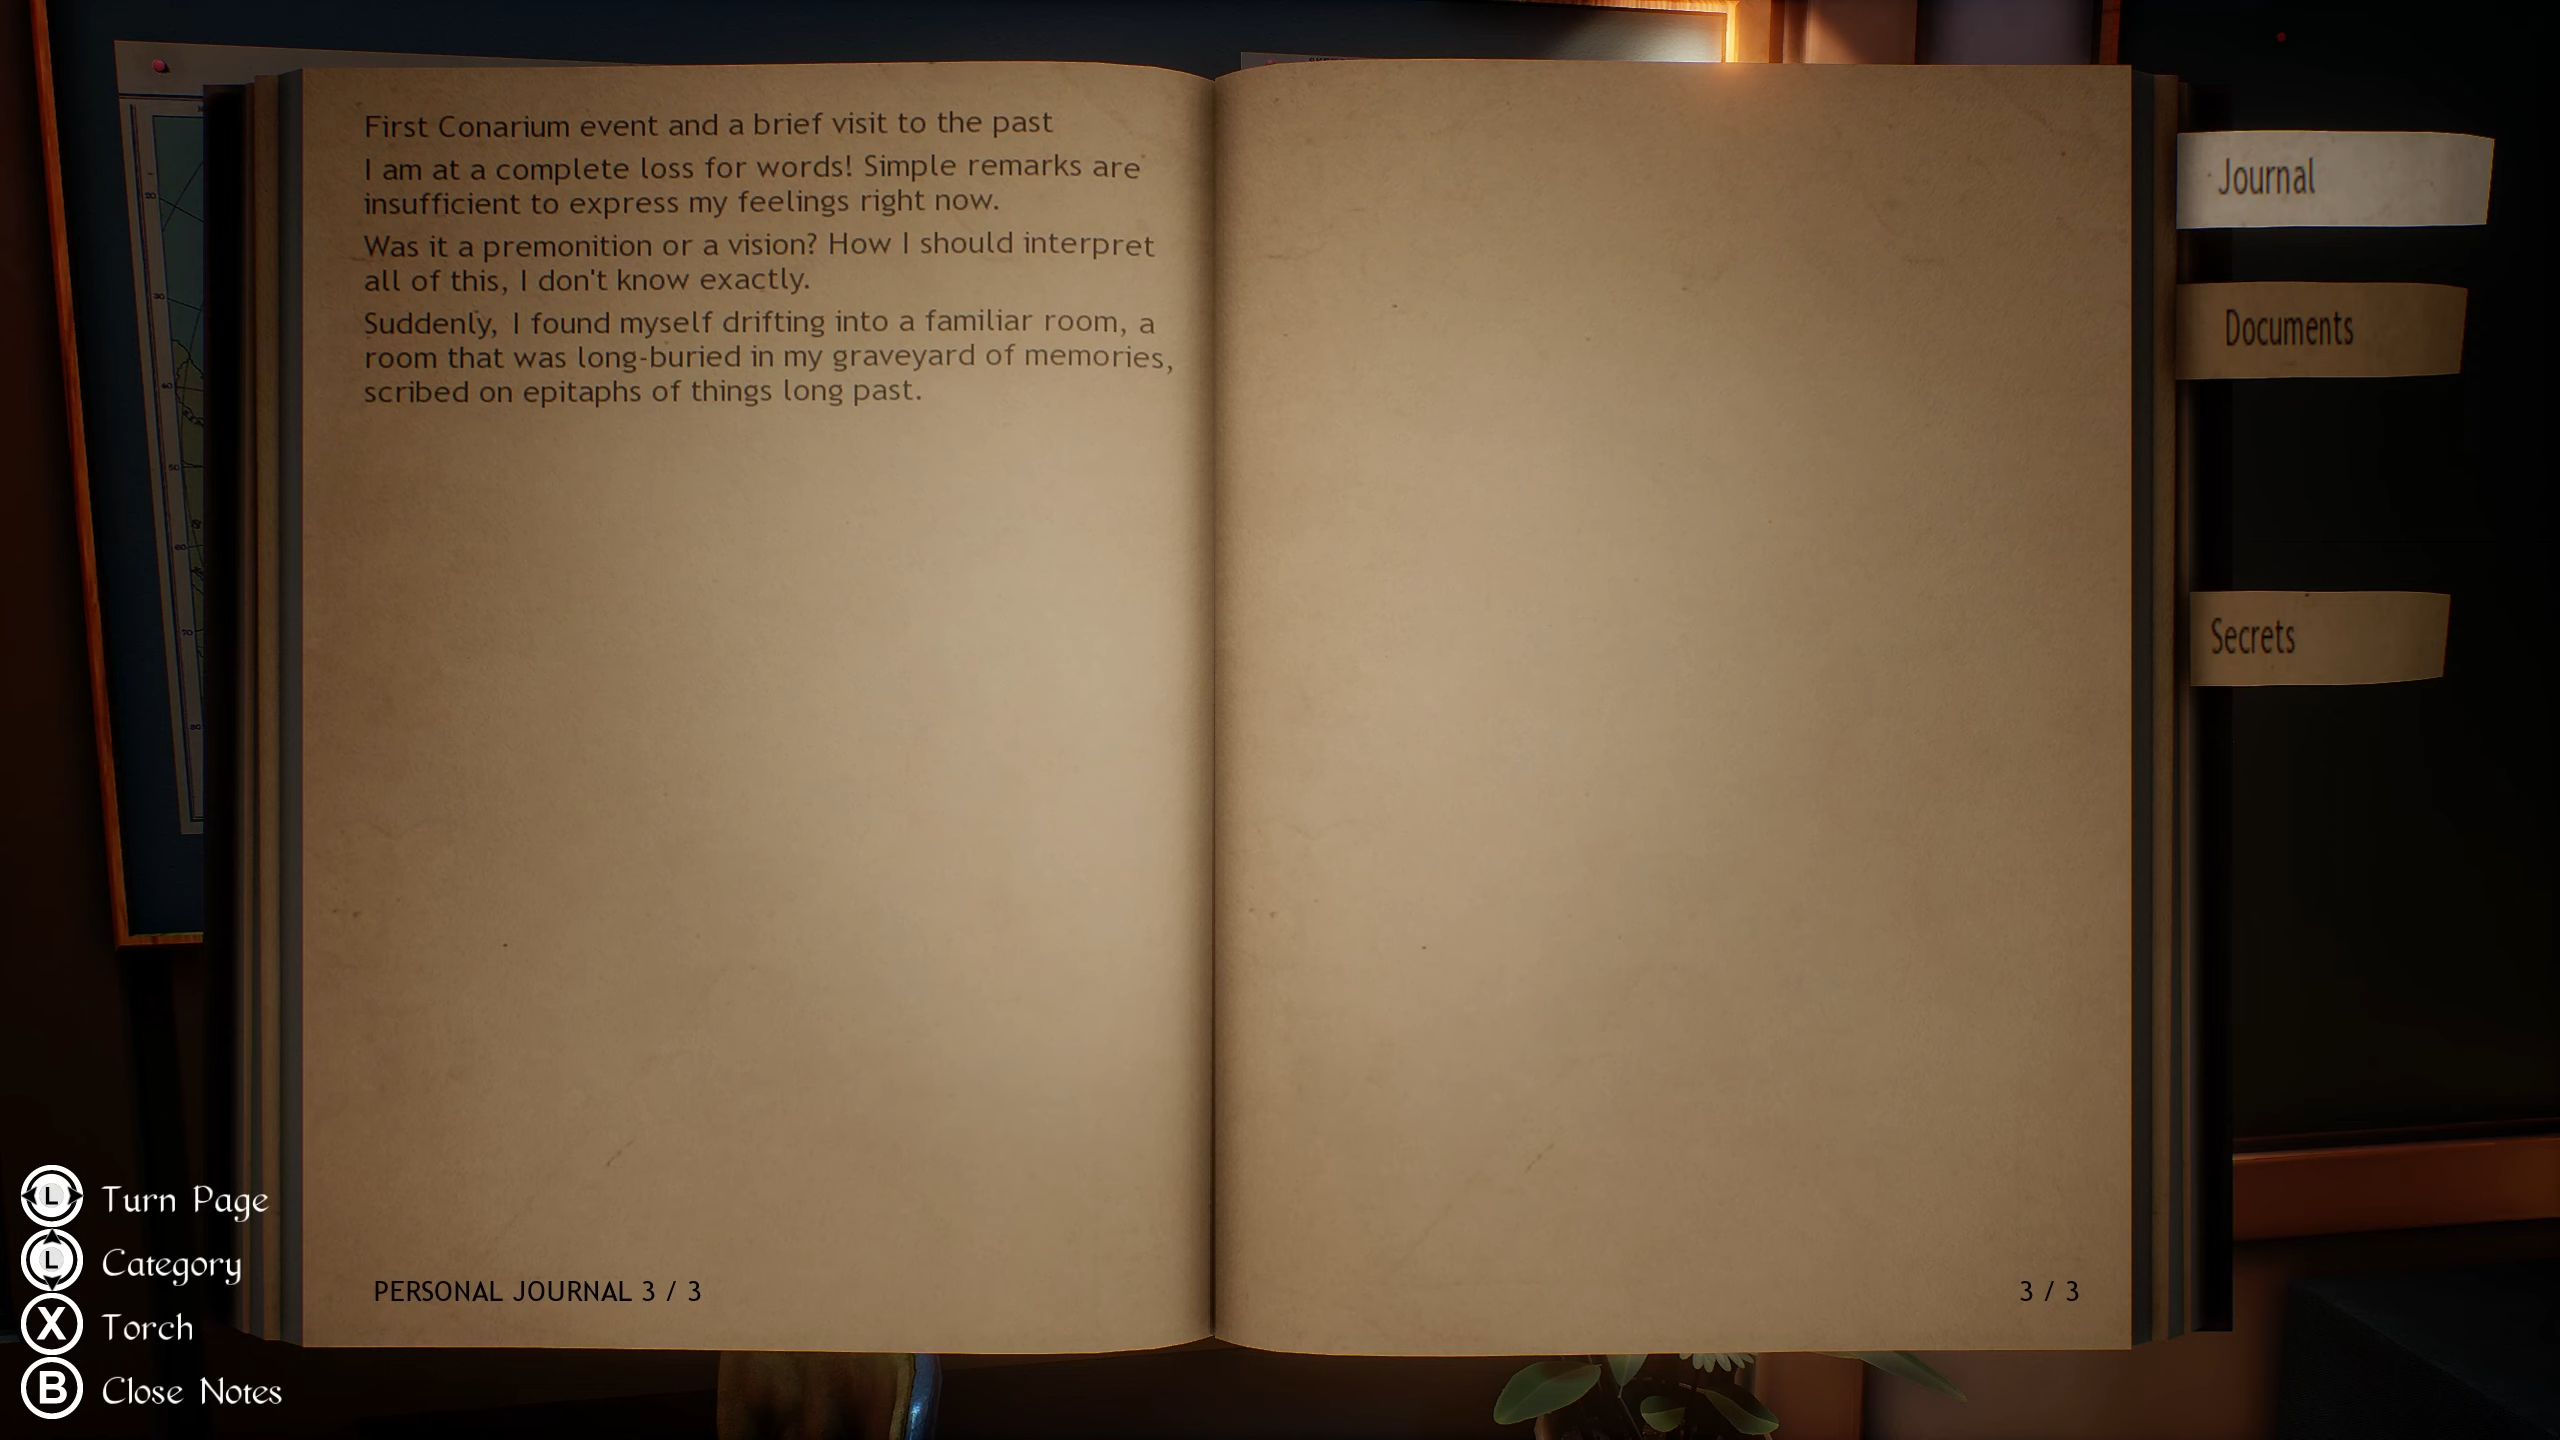 First Conarium event and a brief visit to the past
I am at a complete loss for words! Simple remarks are
insufficient to express my feelings right now.
Was it a premonition or a vision? How I should interpret
all of this, I don't know exactly.
Suddenly, I found myself drifting into a familiar room, a
room that was long-buried in my graveyard of memories,
scribed on epitaphs of things long past.
PERSONAL JOURNAL 3 / 3
3 / 3
Journal
Documents
Secrets
L Turn Page
L Category
X Torch
B Close Notes